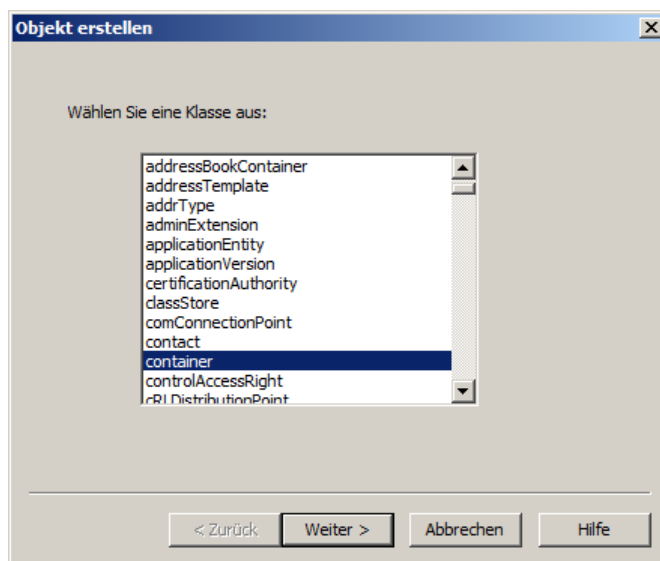 Objekt erstellen
Wählen Sie eine Klasse aus:
addressBookContainer
addressTemplate
addrType
adminExtension
applicationEntity
applicationVersion
certificationAuthority
classStore
comConnectionPoint
contact
container
controlAccessRight
cRLDistributionPoint
< Zurück
Weiter >
Abbrechen
Hilfe